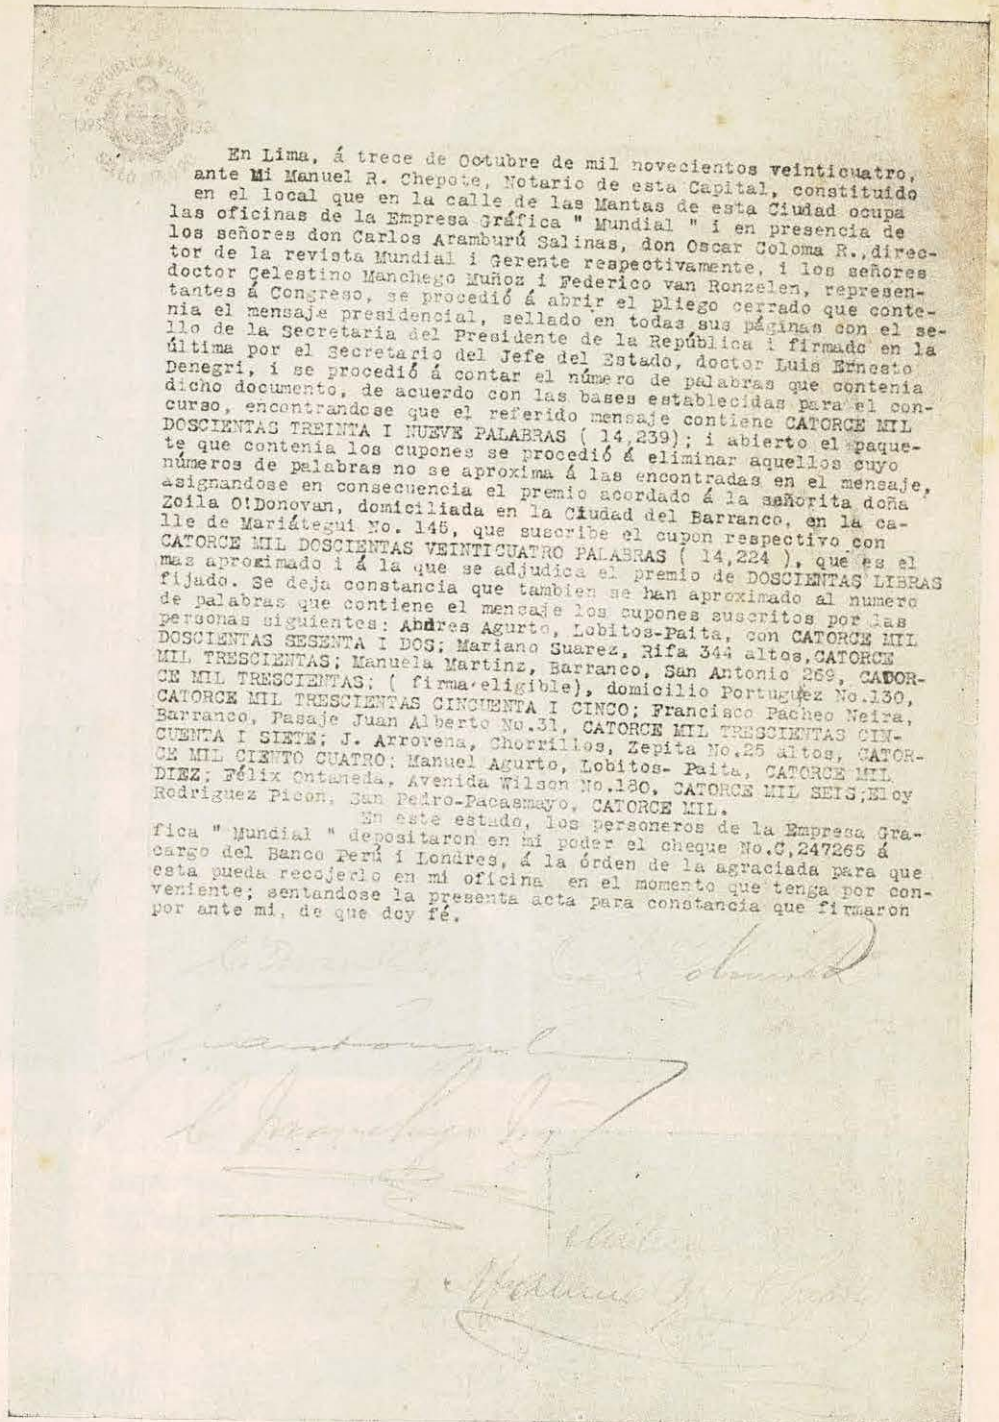 REPUBLICA PERUANA
En Lima, á trece de Octubre de mil novecientos veinticuatro,
ante Mi Manuel R. Chepote, Notario de esta Capital, constituido
en el local que en la calle de las Mantas de esta Ciudad ocupa
las oficinas de la Empresa Gráfica " Mundial " i en presencia de
los señores don Carlos Aramburú Salinas, don Oscar Coloma R.,direc-
tor de la revista Mundial i Gerente respectivamente, i los señores
doctor Celestino Manchego Muñoz i Federico van Ronzelen, represen-
tantes á Congreso, se procedió á abrir el pliego cerrado que conte-
nia el mensaje presidencial, sellado en todas sus páginas con el se-
llo de la Secretaria del Presidente de la República i firmado en la
última por el Secretario del Jefe del Estado, doctor Luis Ernesto
Denegri, i se procedió á contar el número de palabras que contenia
dicho documento, de acuerdo con las bases establecidas para el con-
curso, encontrandose que el referido mensaje contiene CATORCE MIL
DOSCIENTAS TREINTA I NUEVE PALABRAS ( 14,239); i abierto el paque-
te que contenia los cupones se procedió á eliminar aquellos cuyo
números de palabras no se aproxima á las encontradas en el mensaje,
asignandose en consecuencia el premio acordado á la señorita doña
Zoila O'Donovan, domiciliada en la Ciudad del Barranco, en la ca-
lle de Mariátegui No. 145, que suscribe el cupon respectivo con
CATORCE MIL DOSCIENTAS VEINTICUATRO PALABRAS ( 14,224 ), que es el
mas aproximado i á la que se adjudica el premio de DOSCIENTAS LIBRAS
fijado. Se deja constancia que tambien se han aproximado al numero
de palabras que contiene el mensaje los cupones suscritos por las
personas siguientes: Andres Agurto, Lobitos-Paita, con CATORCE MIL
DOSCIENTAS SESENTA I DOS; Mariano Suarez, Rifa 344 altos,CATORCE
MIL TRESCIENTAS; Manuela Martinz, Barranco, San Antonio 269, CATOR-
CE MIL TRESCIENTAS; ( firma eligible), domicilio Portuguez No.130,
CATORCE MIL TRESCIENTAS CINCUENTA I CINCO; Francisco Pacheo Neira,
Barranco, Pasaje Juan Alberto No.31, CATORCE MIL TRESCIENTAS CIN-
CUENTA I SIETE; J. Arrovena, Chorrillos, Zepita No.25 altos, CATOR-
CE MIL CIENTO CUATRO; Manuel Agurto, Lobitos- Paita, CATORCE MIL
DIEZ; Félix Ontaneda, Avenida Wilson No.180, CATORCE MIL SEIS;Eloy
Rodriguez Picon, San Pedro-Pacasmayo, CATORCE MIL.
En este estado, los personeros de la Empresa Gra-
fica " Mundial " depositaron en mi poder el cheque No.C,247265 á
cargo del Banco Perú i Londres, á la órden de la agraciada para que
esta pueda recojerlo en mi oficina en el momento que tenga por con-
veniente; sentandose la presente acta para constancia que firmaron
por ante mi, de que doy fé.